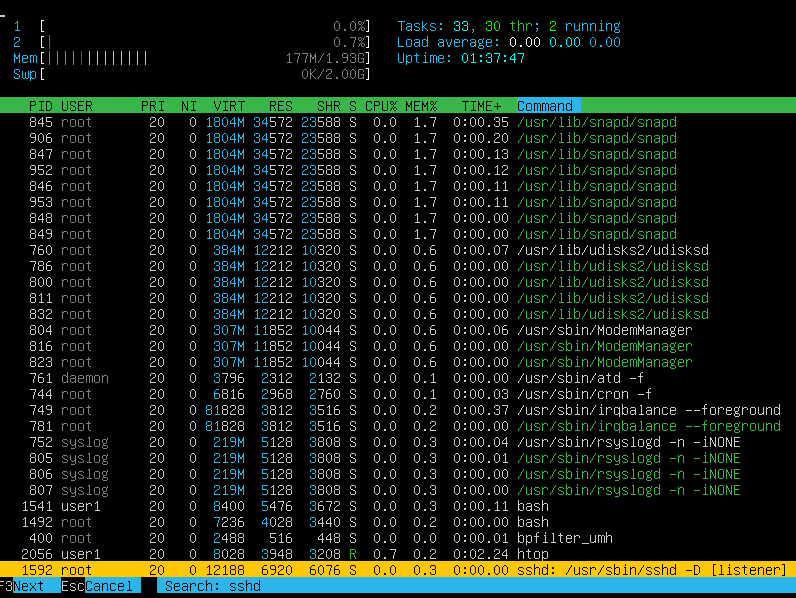 1 [ 0.0%] Tasks: 33, 30 thr; 2 running
2 [| 0.7%] Load average: 0.00 0.00 0.00
Mem[||||||||||||| 177M/1.93G] Uptime: 01:37:47
Swp[ 0K/2.00G]
PID USER PRI NI VIRT RES SHR S CPU% MEM% TIME+ Command
845 root 20 0 1804M 34572 23588 S 0.0 1.7 0:00.35 /usr/lib/snapd/snapd
906 root 20 0 1804M 34572 23588 S 0.0 1.7 0:00.20 /usr/lib/snapd/snapd
847 root 20 0 1804M 34572 23588 S 0.0 1.7 0:00.13 /usr/lib/snapd/snapd
952 root 20 0 1804M 34572 23588 S 0.0 1.7 0:00.12 /usr/lib/snapd/snapd
846 root 20 0 1804M 34572 23588 S 0.0 1.7 0:00.11 /usr/lib/snapd/snapd
953 root 20 0 1804M 34572 23588 S 0.0 1.7 0:00.11 /usr/lib/snapd/snapd
848 root 20 0 1804M 34572 23588 S 0.0 1.7 0:00.00 /usr/lib/snapd/snapd
849 root 20 0 1804M 34572 23588 S 0.0 1.7 0:00.00 /usr/lib/snapd/snapd
760 root 20 0 384M 12212 10320 S 0.0 0.6 0:00.07 /usr/lib/udisks2/udisksd
786 root 20 0 384M 12212 10320 S 0.0 0.6 0:00.00 /usr/lib/udisks2/udisksd
800 root 20 0 384M 12212 10320 S 0.0 0.6 0:00.00 /usr/lib/udisks2/udisksd
811 root 20 0 384M 12212 10320 S 0.0 0.6 0:00.00 /usr/lib/udisks2/udisksd
832 root 20 0 384M 12212 10320 S 0.0 0.6 0:00.00 /usr/lib/udisks2/udisksd
804 root 20 0 307M 11852 10044 S 0.0 0.6 0:00.06 /usr/sbin/ModemManager
816 root 20 0 307M 11852 10044 S 0.0 0.6 0:00.00 /usr/sbin/ModemManager
823 root 20 0 307M 11852 10044 S 0.0 0.6 0:00.00 /usr/sbin/ModemManager
761 daemon 20 0 3796 2312 2132 S 0.0 0.1 0:00.00 /usr/sbin/atd -f
744 root 20 0 6816 2968 2760 S 0.0 0.1 0:00.03 /usr/sbin/cron -f
749 root 20 0 81828 3812 3516 S 0.0 0.2 0:00.37 /usr/sbin/irqbalance --foreground
781 root 20 0 81828 3812 3516 S 0.0 0.2 0:00.00 /usr/sbin/irqbalance --foreground
752 syslog 20 0 219M 5128 3808 S 0.0 0.3 0:00.04 /usr/sbin/rsyslogd -n -iNONE
805 syslog 20 0 219M 5128 3808 S 0.0 0.3 0:00.01 /usr/sbin/rsyslogd -n -iNONE
806 syslog 20 0 219M 5128 3808 S 0.0 0.3 0:00.00 /usr/sbin/rsyslogd -n -iNONE
807 syslog 20 0 219M 5128 3808 S 0.0 0.3 0:00.00 /usr/sbin/rsyslogd -n -iNONE
1541 user1 20 0 8400 5476 3672 S 0.0 0.3 0:00.11 bash
1492 root 20 0 7236 4028 3440 S 0.0 0.2 0:00.00 bash
400 root 20 0 2488 516 448 S 0.0 0.0 0:00.01 bpfilter_umh
2056 user1 20 0 8028 3948 3208 R 0.7 0.2 0:02.24 htop
1592 root 20 0 12188 6920 6076 S 0.0 0.3 0:00.00 sshd: /usr/sbin/sshd -D [listener]
F3Next EscCancel Search: sshd